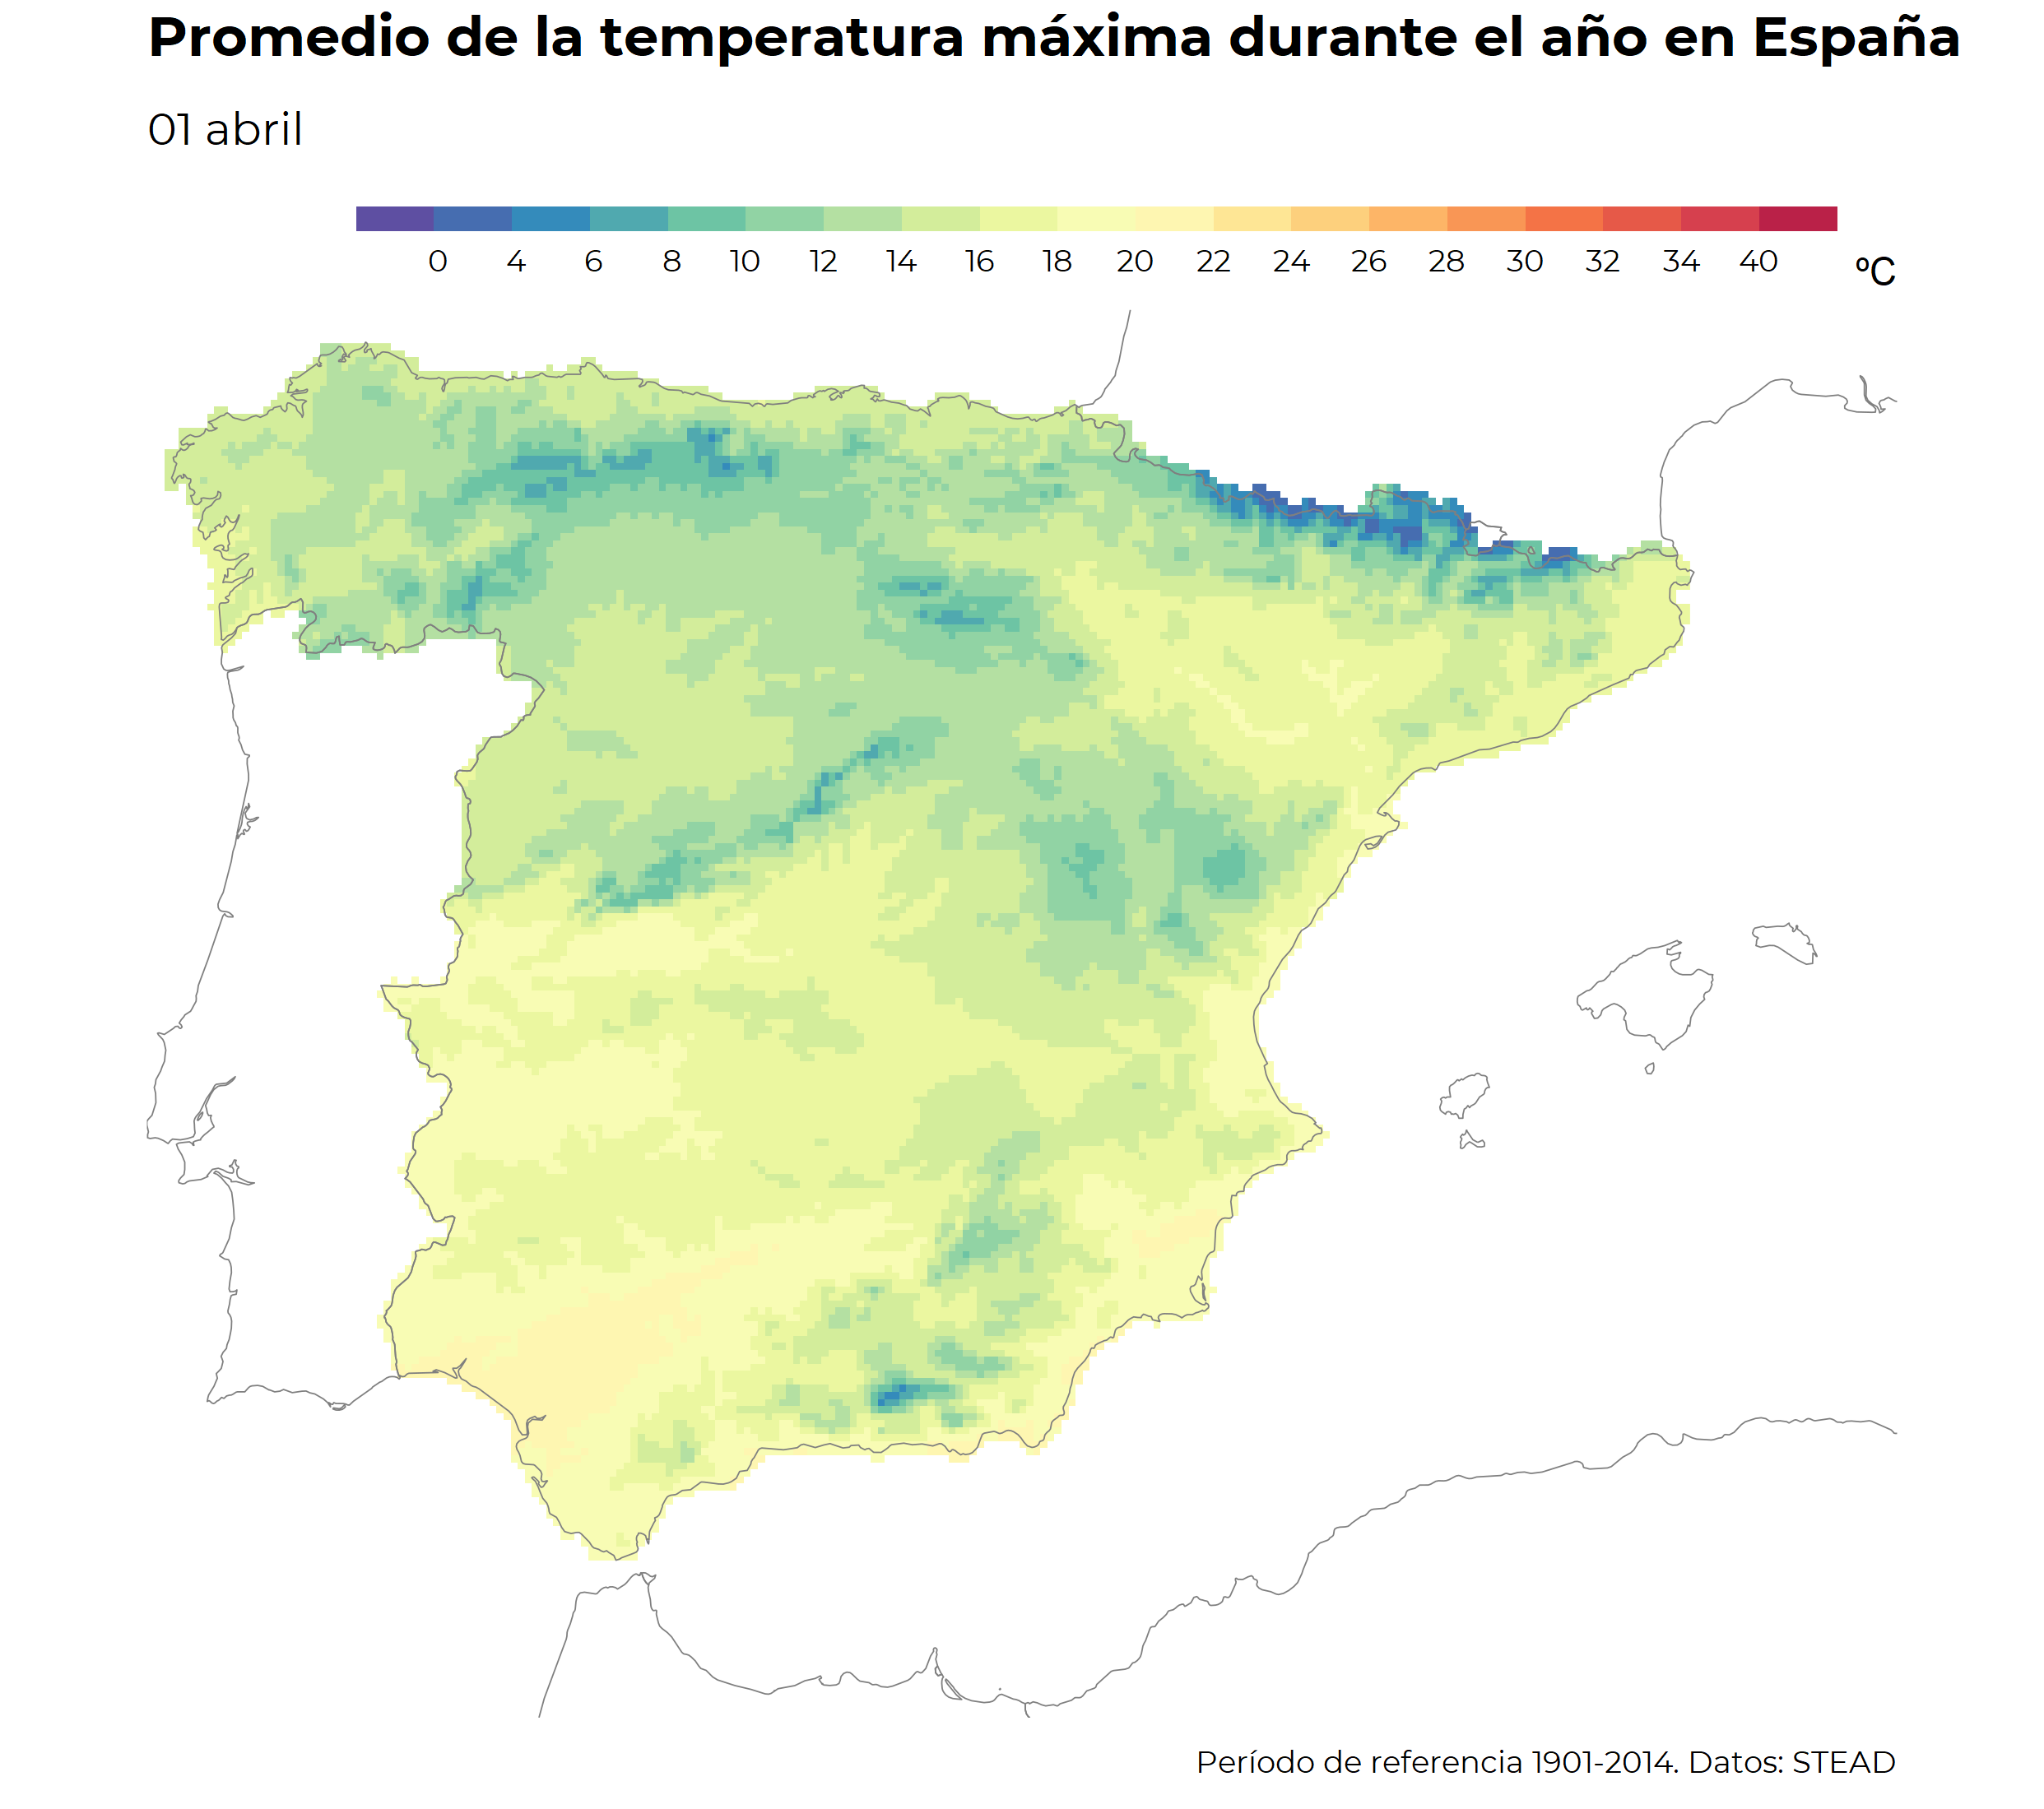 Promedio de la temperatura máxima durante el año en España
01 abril
0 4 6 8 10 12 14 16 18 20 22 24 26 28 30 32 34 40 ºC
Período de referencia 1901-2014. Datos: STEAD